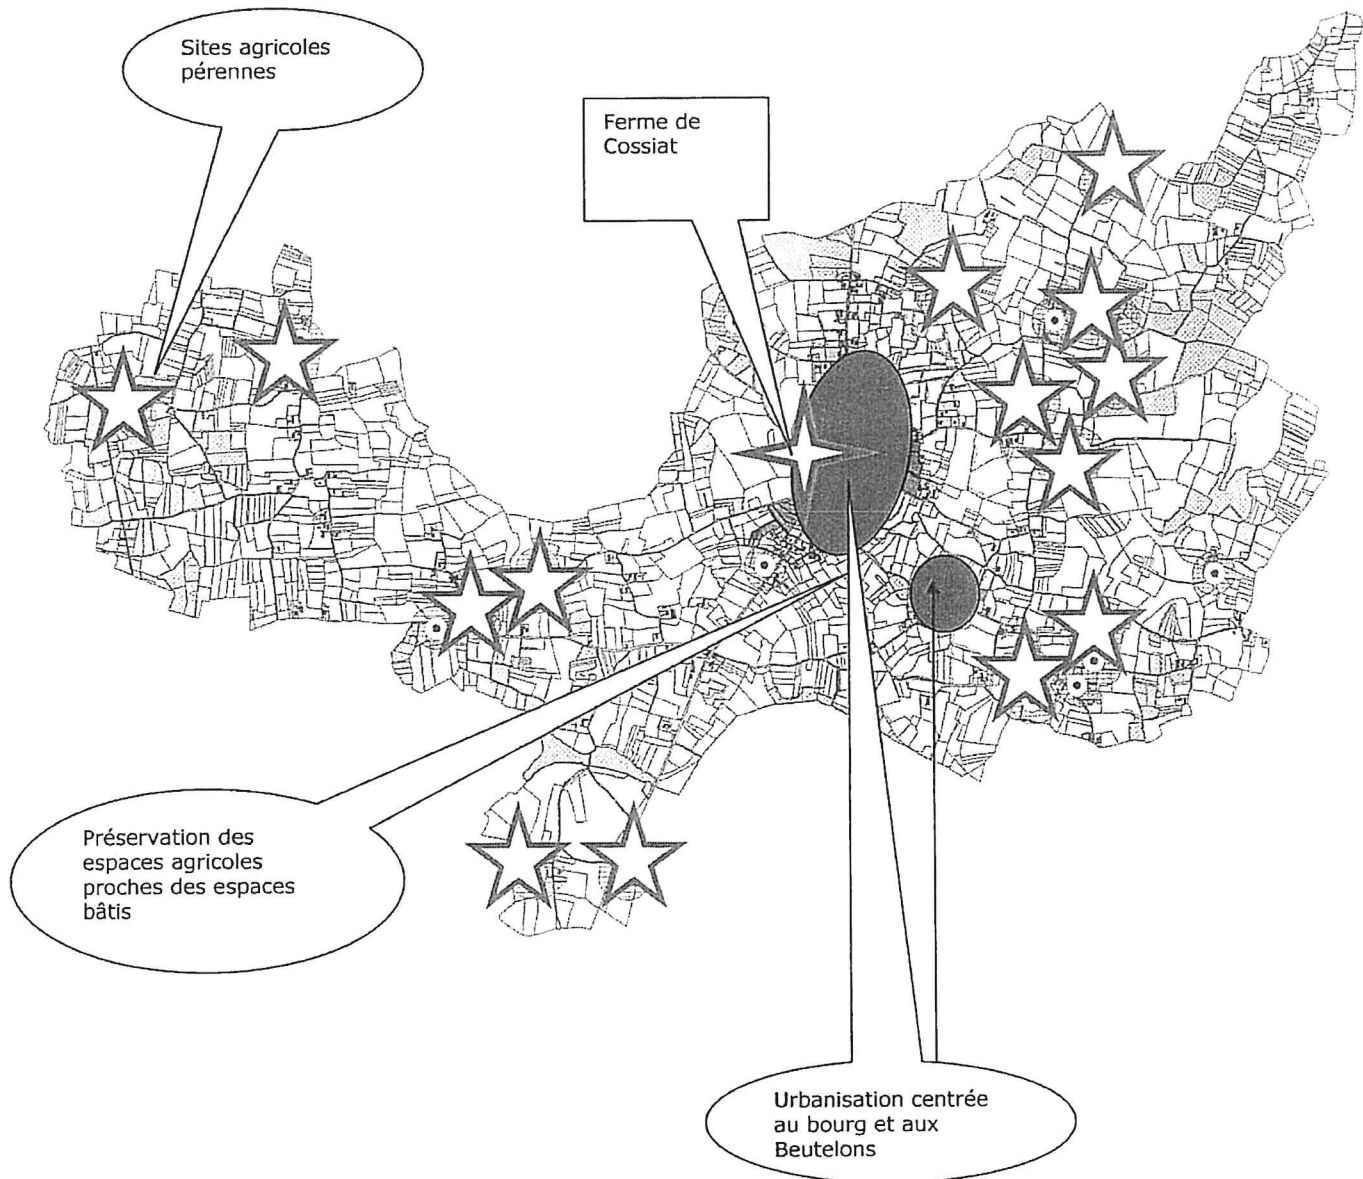 Sites agricoles
pérennes
Ferme de
Cossiat
Préservation des
espaces agricoles
proches des espaces
bâtis
Urbanisation centrée
au bourg et aux
Beutelons